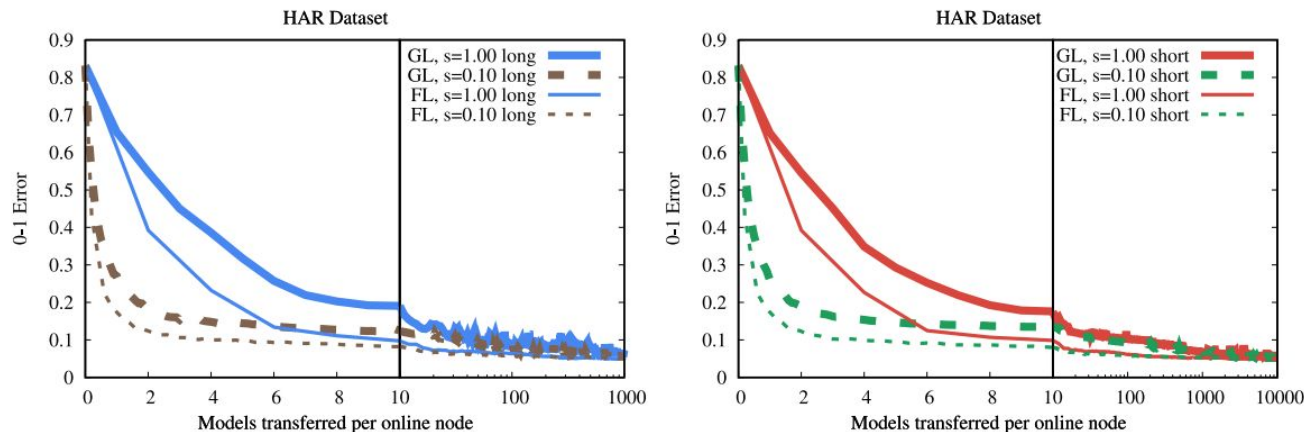 HAR Dataset
0.9
0.8
0.7
0.6
0.5
0.4
0.3
0.2
0.1
0
0-1 Error
GL, s=1.00 long
GL, s=0.10 long
FL, s=1.00 long
FL, s=0.10 long
0 2 4 6 8 10 100 1000
Models transferred per online node
HAR Dataset
0.9
0.8
0.7
0.6
0.5
0.4
0.3
0.2
0.1
0
0-1 Error
GL, s=1.00 short
GL, s=0.10 short
FL, s=1.00 short
FL, s=0.10 short
0 2 4 6 8 10 100 1000 10000
Models transferred per online node